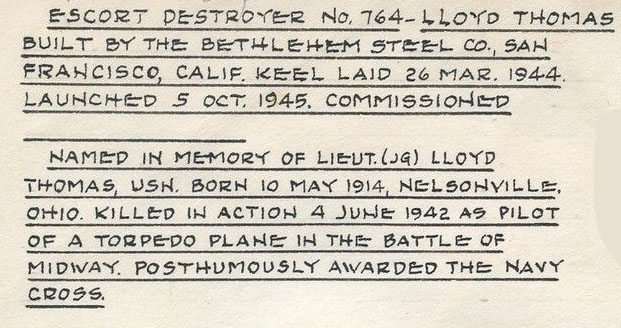 ESCORT DESTROYER NO. 764-LLOYD THOMAS
BUILT BY THE BETHLEHEM STEEL CO., SAN
FRANCISCO, CALIF. KEEL LAID 26 MAR. 1944.
LAUNCHED 5 OCT. 1945. COMMISSIONED
NAMED IN MEMORY OF LIEUT.(JG) LLOYD
THOMAS, USN. BORN 10 MAY 1914, NELSONVILLE,
OHIO. KILLED IN ACTION 4 JUNE 1942 AS PILOT
OF A TORPEDO PLANE IN THE BATTLE OF
MIDWAY. POSTHUMOUSLY AWARDED THE NAVY
CROSS.